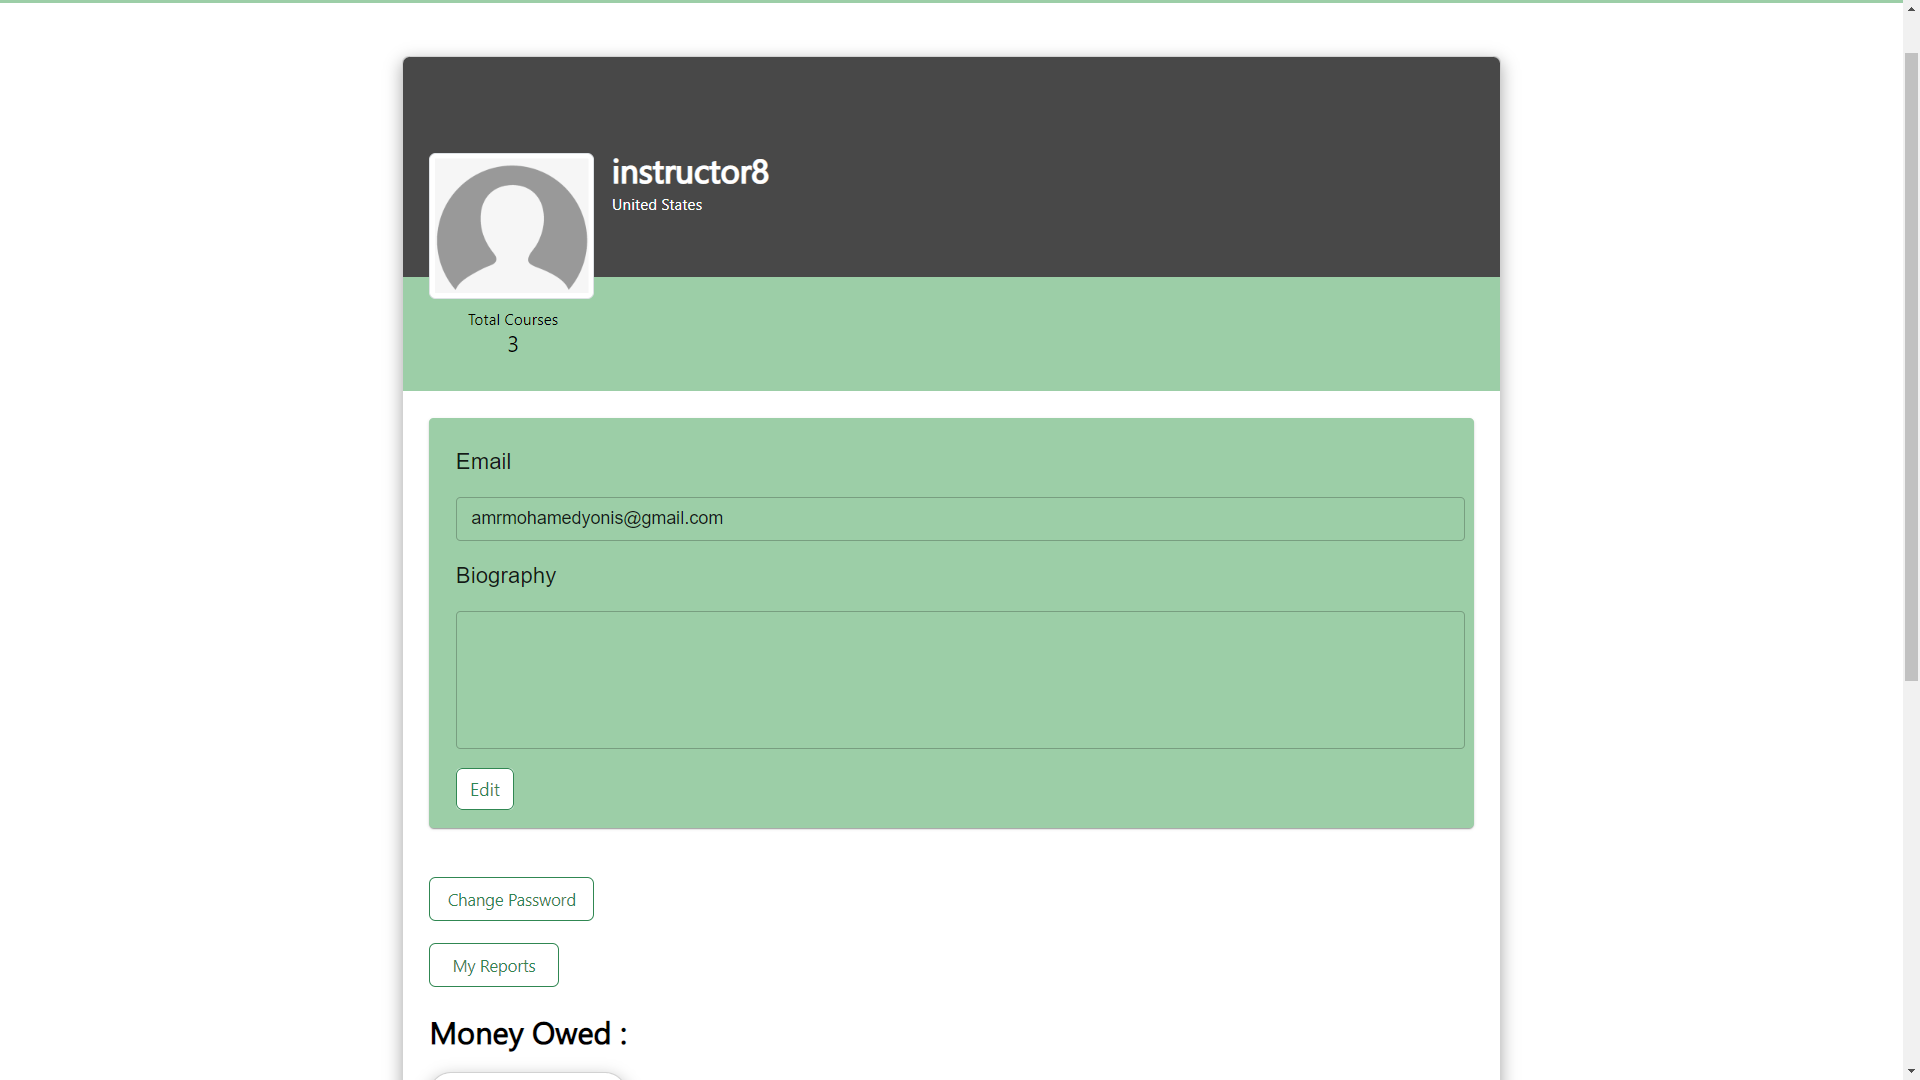 instructor8
United States
Total Courses
3
Email
amrmohamedyonis@gmail.com
Biography
Edit
Change Password
My Reports
Money Owed :